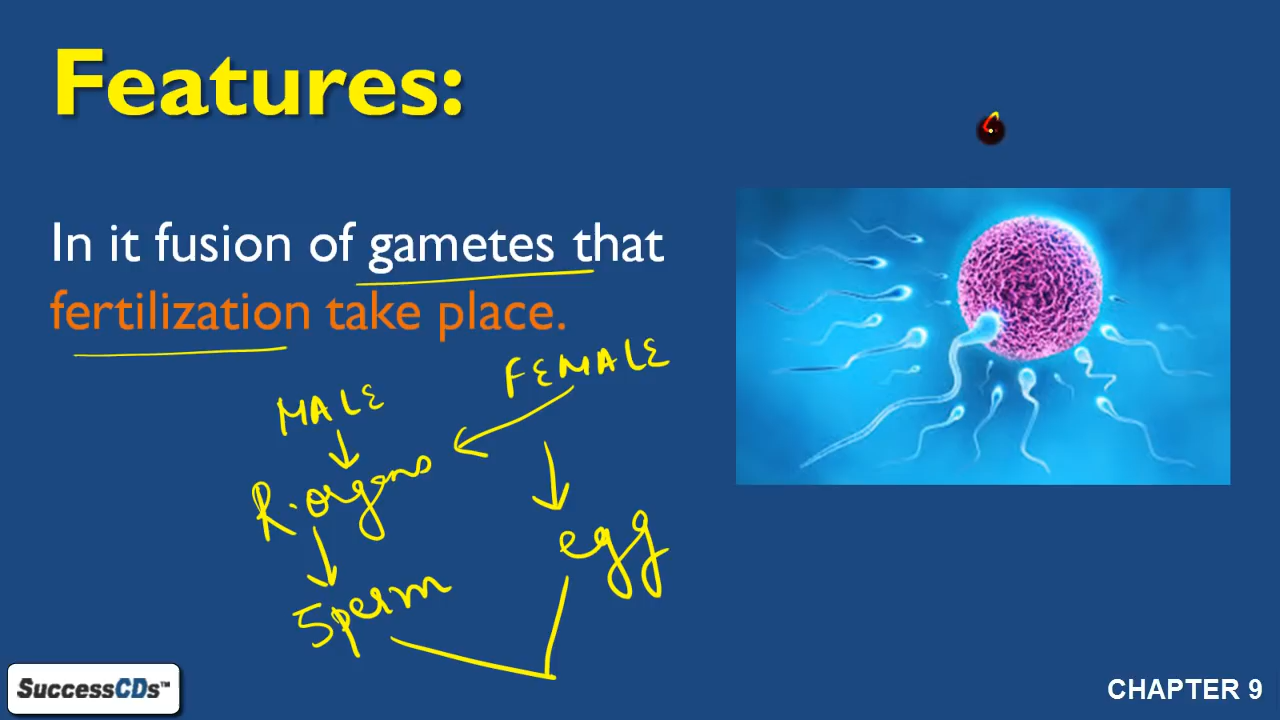 Features:
In it fusion of gametes that
fertilization take place.
MALE
FEMALE
R. organs
egg
Sperm
SuccessCDs™
CHAPTER 9